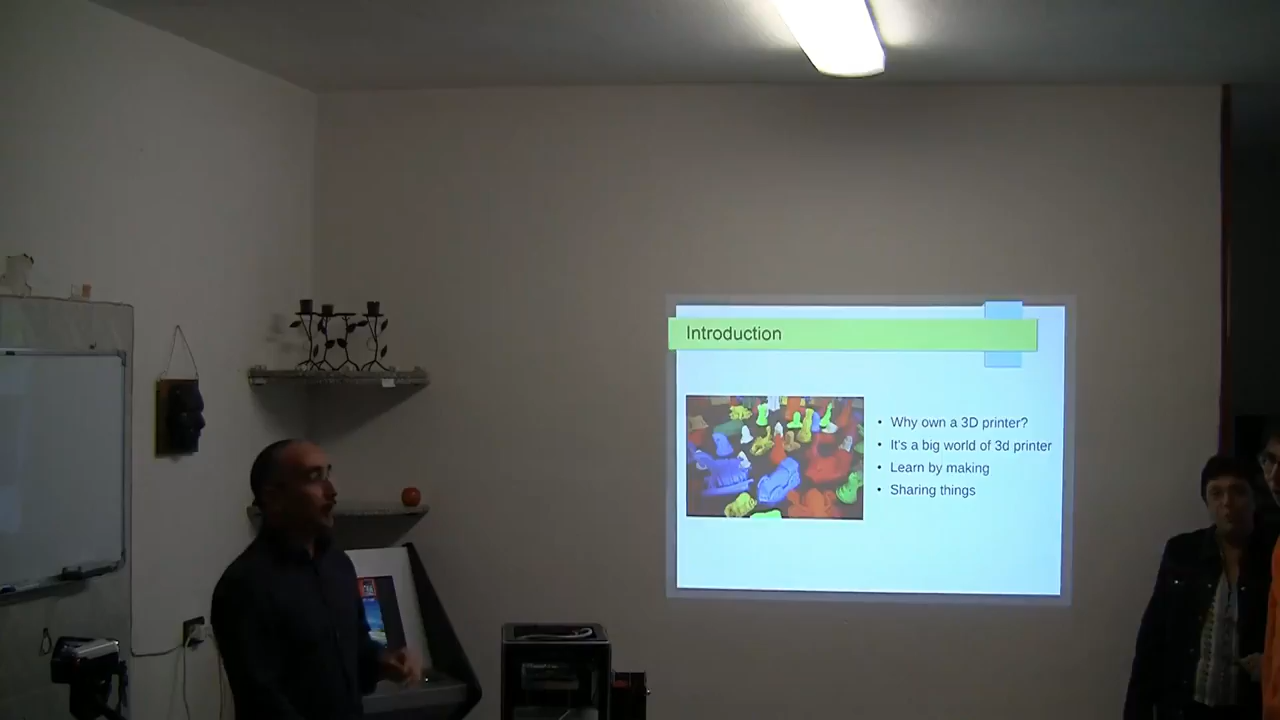 Introduction
• Why own a 3D printer?
• It's a big world of 3d printer
• Learn by making
• Sharing things